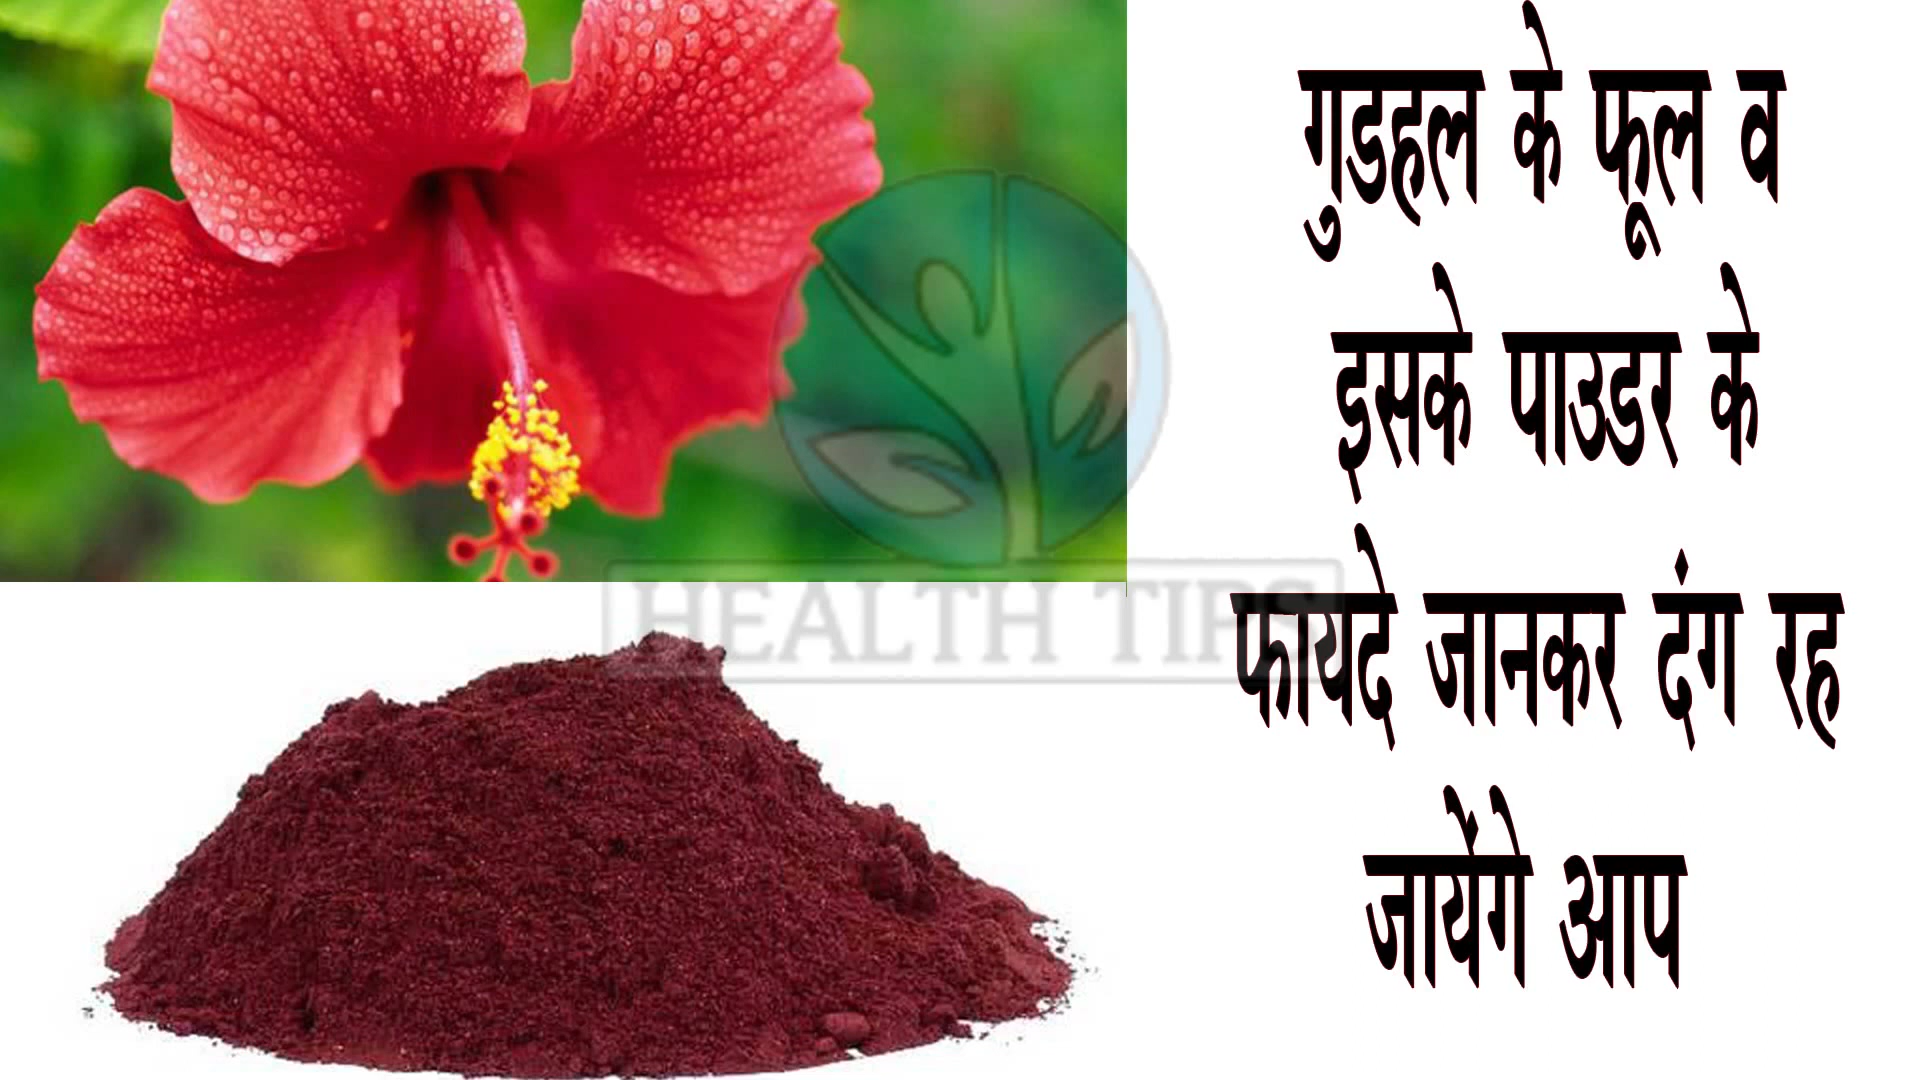 गुडहल के फूल व
इसके पाउडर के
फायदे जानकर दंग रह
जायेंगे आप
HEALTH TIPS